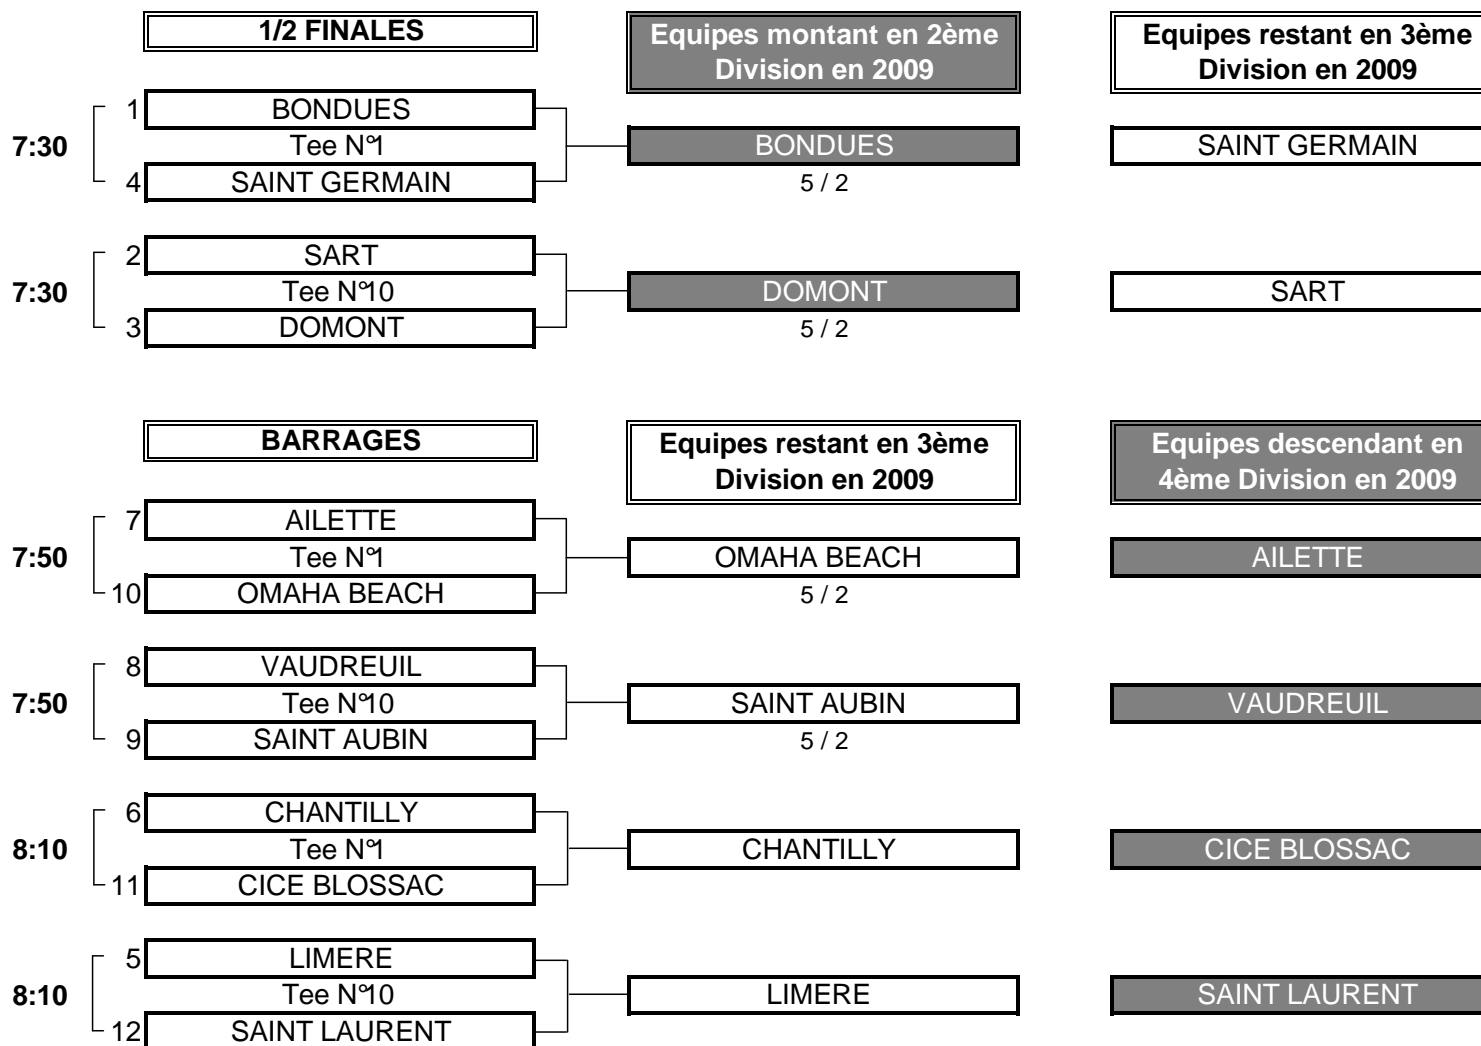 1/2 FINALES
Equipes montant en 2ème
Division en 2009
Equipes restant en 3ème
Division en 2009
1 BONDUES
7:30 Tee N°1 BONDUES SAINT GERMAIN
4 SAINT GERMAIN 5 / 2
2 SART
7:30 Tee N°10 DOMONT SART
3 DOMONT 5 / 2
BARRAGES
Equipes restant en 3ème
Division en 2009
Equipes descendant en
4ème Division en 2009
7 AILETTE
7:50 Tee N°1 OMAHA BEACH AILETTE
10 OMAHA BEACH 5 / 2
8 VAUDREUIL
7:50 Tee N°10 SAINT AUBIN VAUDREUIL
9 SAINT AUBIN 5 / 2
6 CHANTILLY
8:10 Tee N°1 CHANTILLY CICE BLOSSAC
11 CICE BLOSSAC
5 LIMERE
8:10 Tee N°10 LIMERE SAINT LAURENT
12 SAINT LAURENT